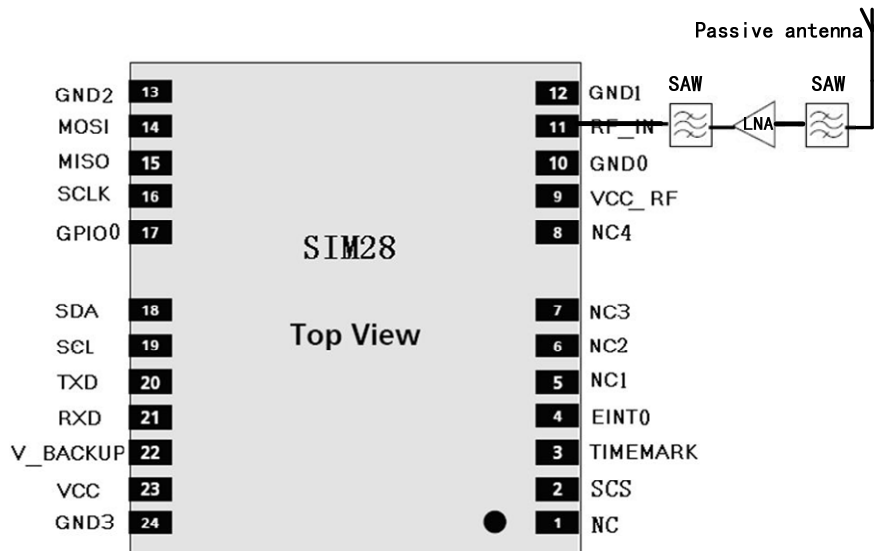 Passive antenna
SAW SAW
GND2 13 12 GND1
MOSI 14 11 RF_IN LNA
MISO 15 10 GND0
SCLK 16 9 VCC_RF
GPIO0 17 8 NC4
SIM28
SDA 18 7 NC3
Top View
SCL 19 6 NC2
TXD 20 5 NC1
RXD 21 4 EINT0
V_BACKUP 22 3 TIMEMARK
VCC 23 2 SCS
GND3 24 1 NC